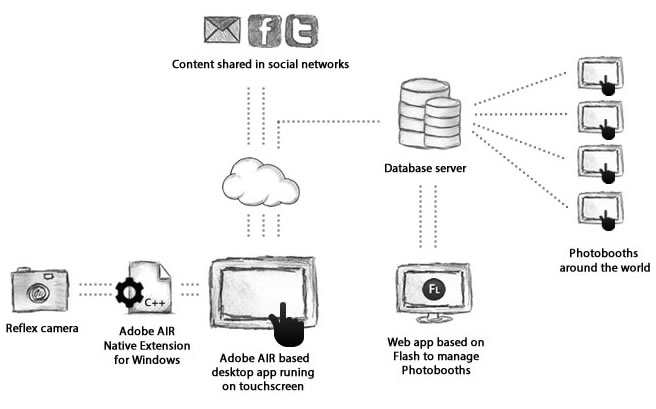 f
t
Content shared in social networks
Database server
Photobooths
around the world
C++
FL
Reflex camera
Adobe AIR
Native Extension
for Windows
Adobe AIR based
desktop app runing
on touchscreen
Web app based on
Flash to manage
Photobooths